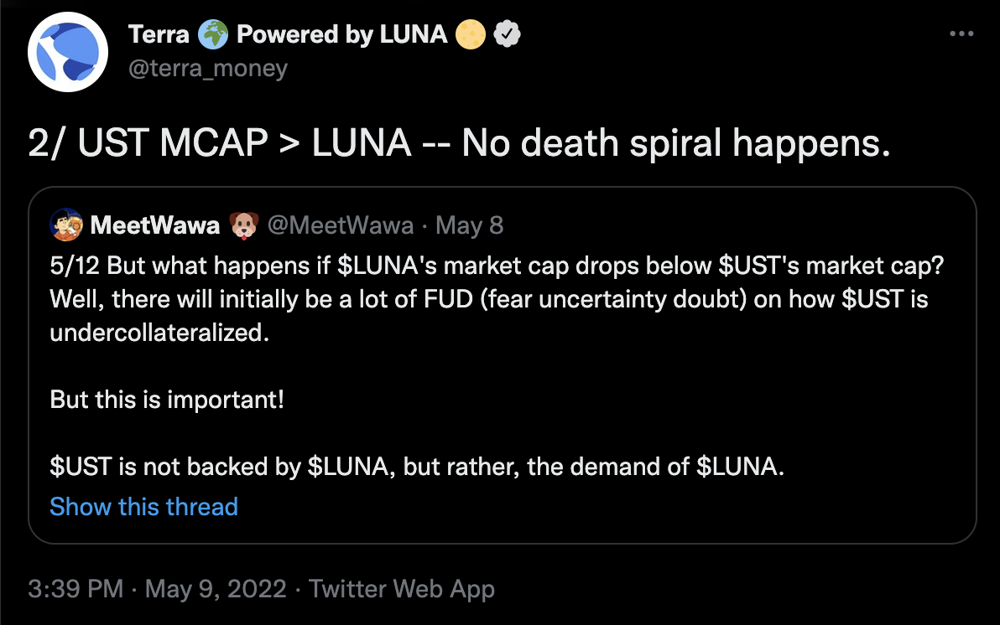 Terra 🌍 Powered by LUNA 🌕
@terra_money
2/ UST MCAP > LUNA -- No death spiral happens.
MeetWawa 🐶 @MeetWawa · May 8
5/12 But what happens if $LUNA's market cap drops below $UST's market cap?
Well, there will initially be a lot of FUD (fear uncertainty doubt) on how $UST is
undercollateralized.
But this is important!
$UST is not backed by $LUNA, but rather, the demand of $LUNA.
Show this thread
3:39 PM · May 9, 2022 · Twitter Web App